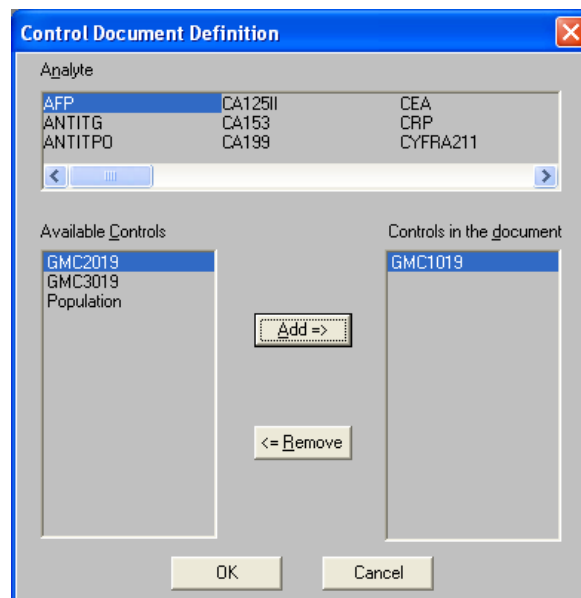 Control Document Definition
Analyte
AFP CA125II CEA
ANTITG CA153 CRP
ANTITPO CA199 CYFRA211
Available Controls Controls in the document
GMC2019 GMC1019
GMC3019
Population
Add =>
<= Remove
OK Cancel